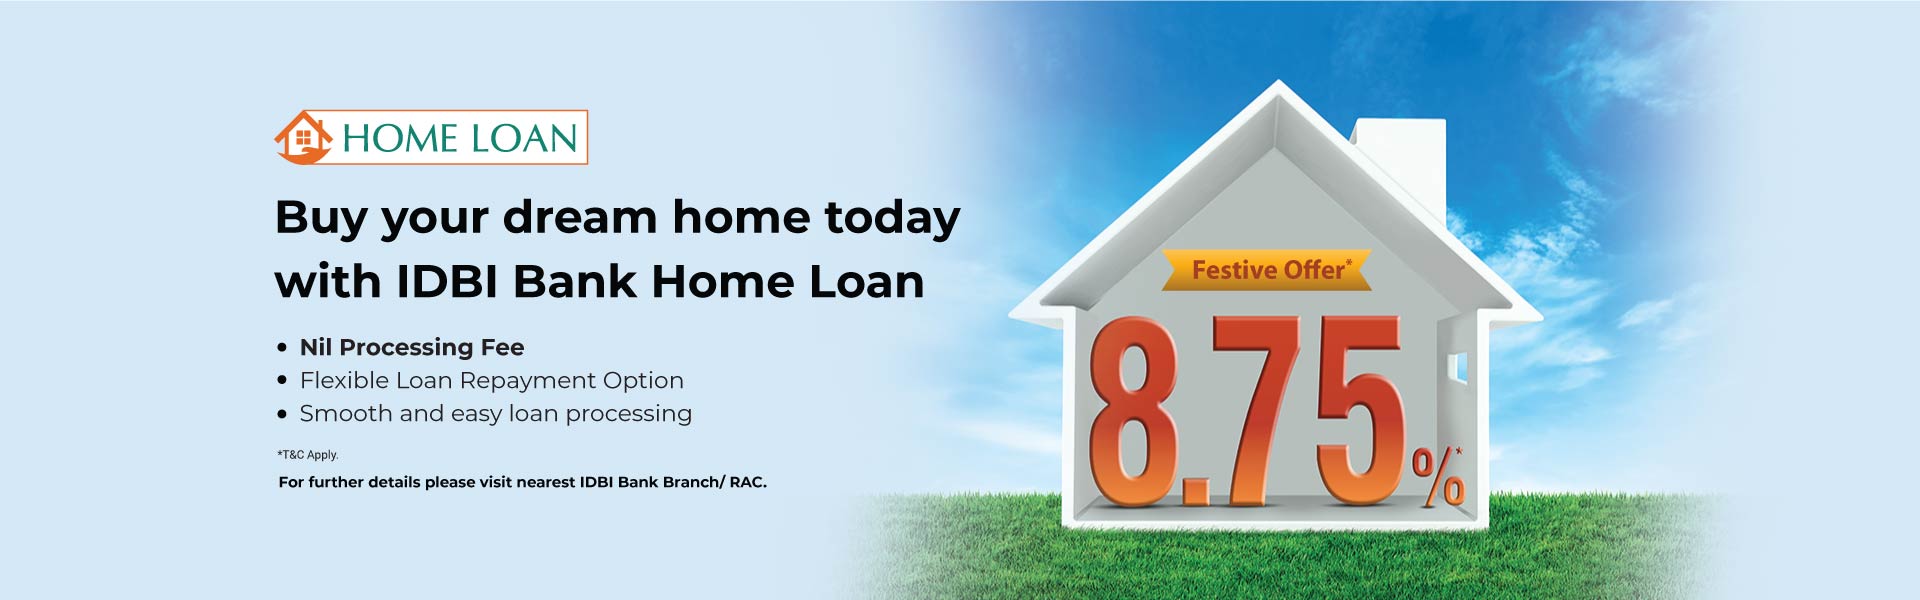 HOME LOAN
Buy your dream home today
with IDBI Bank Home Loan
• Nil Processing Fee
• Flexible Loan Repayment Option
• Smooth and easy loan processing
*T&C Apply.
For further details please visit nearest IDBI Bank Branch/ RAC.
Festive Offer*
8.75%*